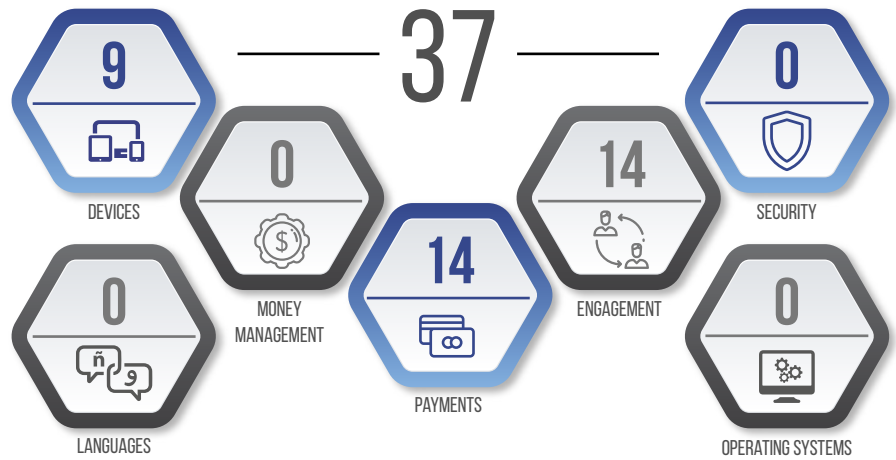 37
9
DEVICES
0
MONEY
MANAGEMENT
14
PAYMENTS
14
ENGAGEMENT
0
SECURITY
0
ñ
و
LANGUAGES
$
0
OPERATING SYSTEMS